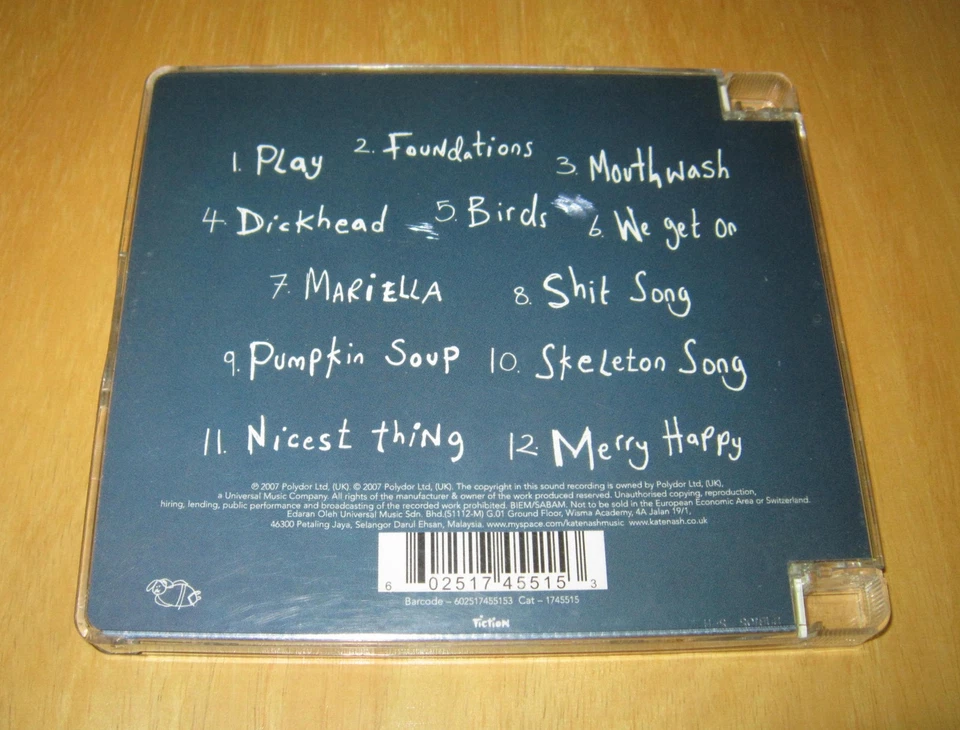 1. Play 2. Foundations 3. Mouthwash
4. Dickhead 5. Birds 6. We get on
7. MARiELLA 8. Shit Song
9. Pumpkin Soup 10. Skeleton Song
11. Nicest thing 12. Merry Happy
℗ 2007 Polydor Ltd, (UK). © 2007 Polydor Ltd, (UK). The copyright in this sound recording is owned by Polydor Ltd, (UK),
a Universal Music Company. All rights of the manufacturer & owner of the work produced reserved. Unauthorised copying, reproduction,
hiring, lending, public performance and broadcasting of the recorded work prohibited. BIEM/SABAM. Not to be sold in the European Economic Area or Switzerland.
Edaran Oleh Universal Music Sdn. Bhd.(51112-M) G.01 Ground Floor, Wisma Academy, 4A Jalan 19/1,
46300 Petaling Jaya, Selangor Darul Ehsan, Malaysia. www.myspace.com/katenashmusic www.katenash.co.uk
6 02517 45515 3
Barcode – 602517455153 Cat – 1745515
Fiction